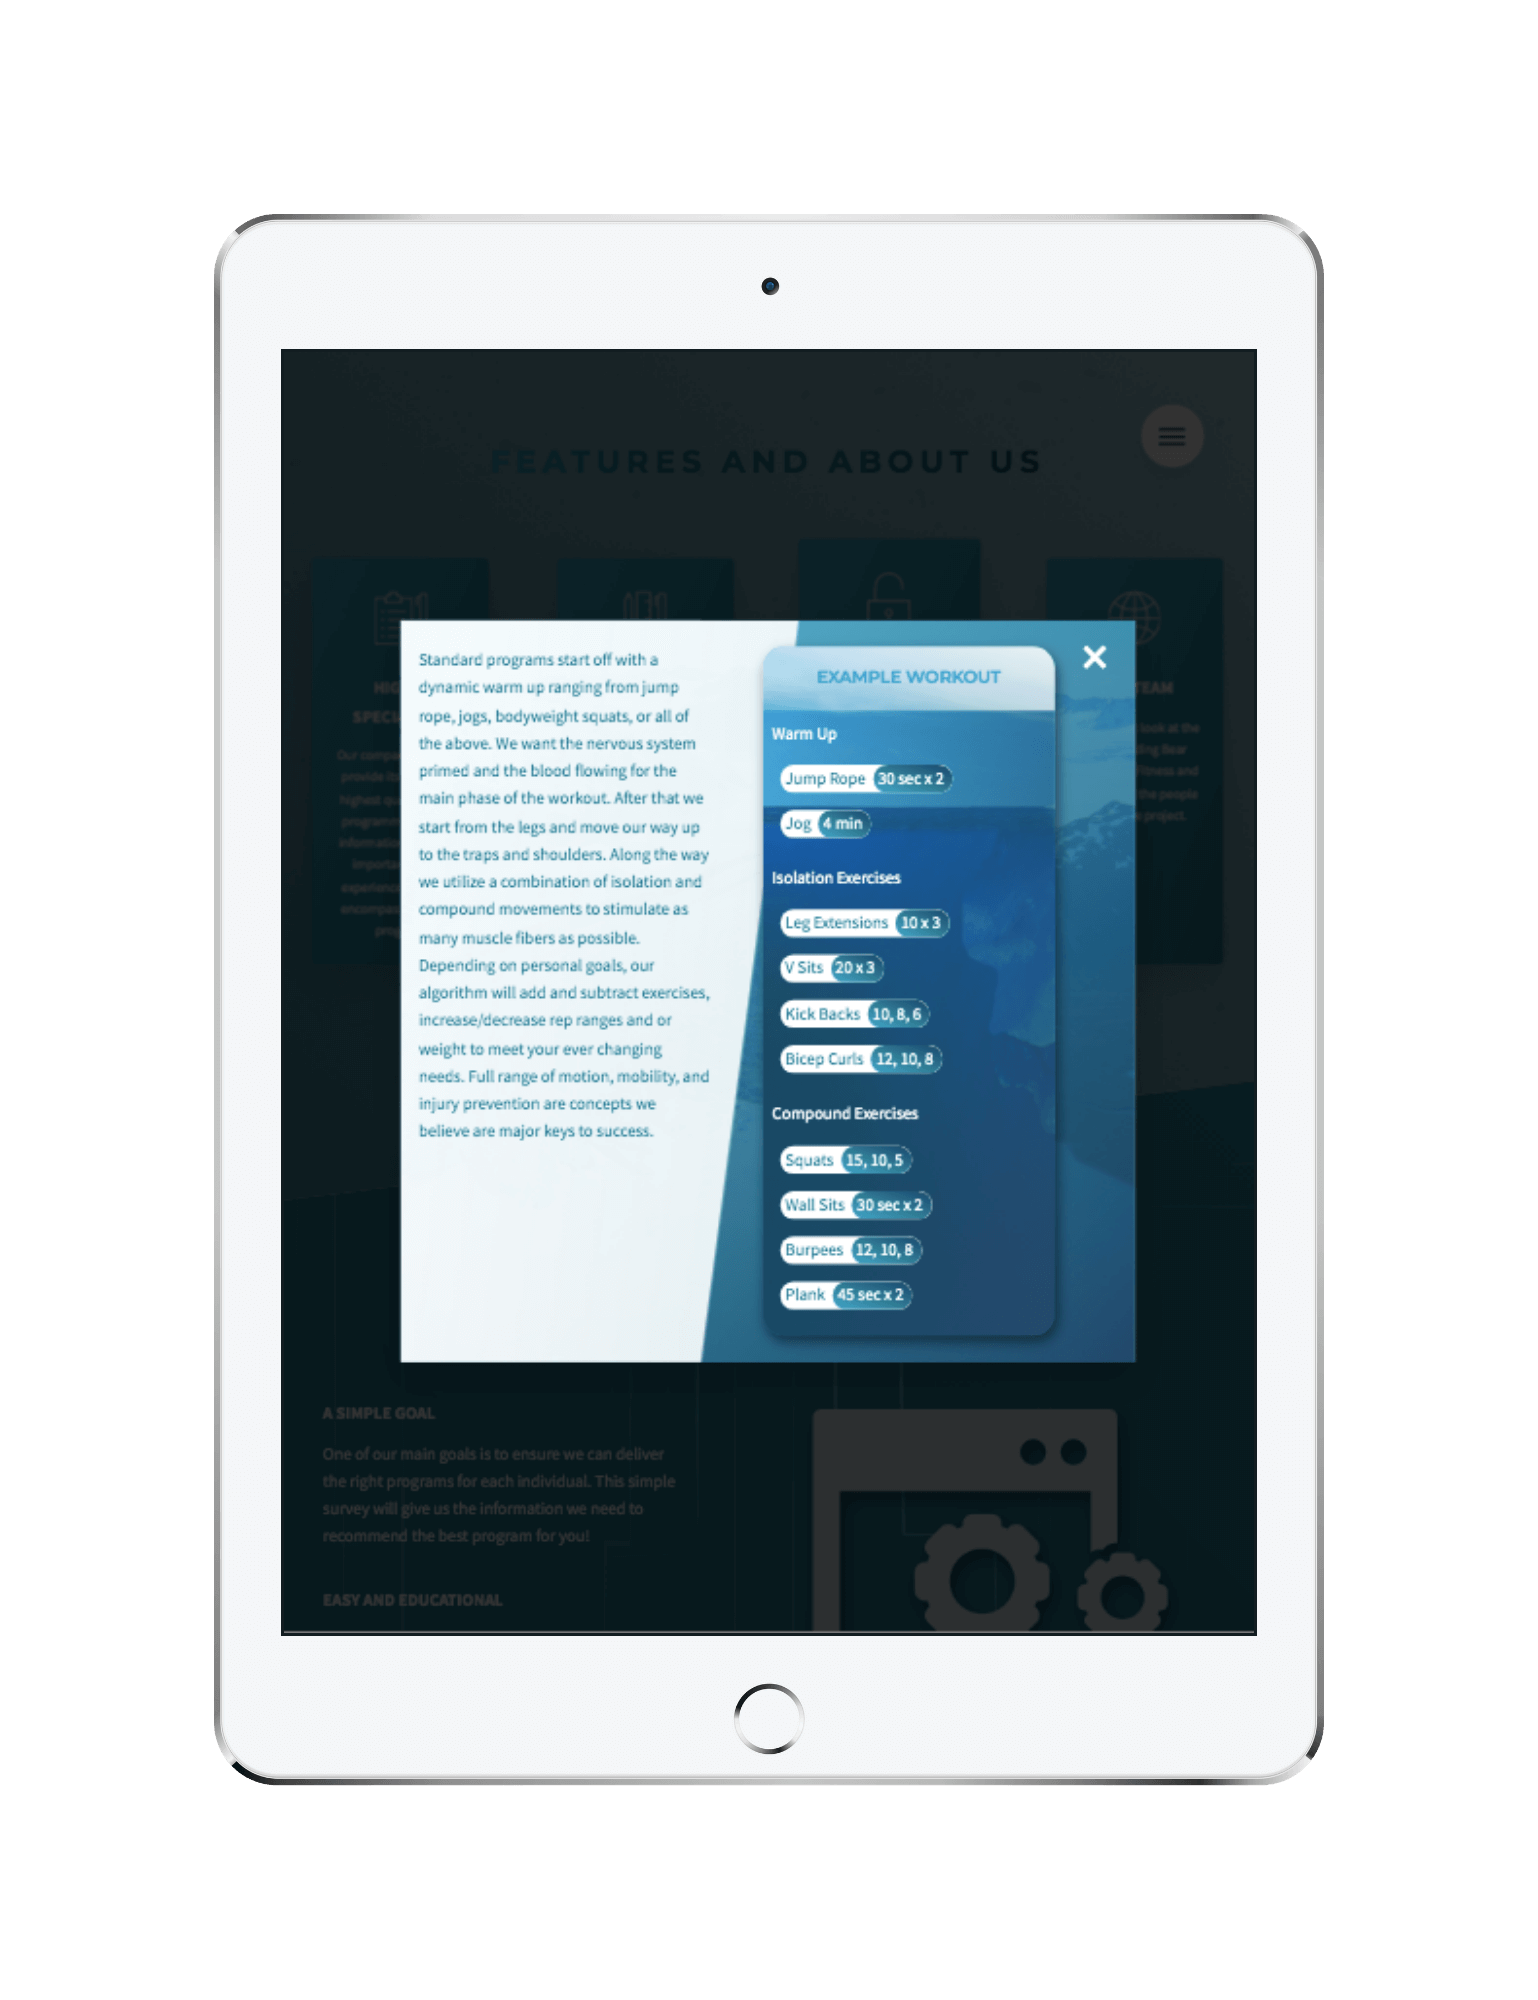 FEATURES AND ABOUT US
Standard programs start off with a
dynamic warm up ranging from jump
rope, jogs, bodyweight squats, or all of
the above. We want the nervous system
primed and the blood flowing for the
main phase of the workout. After that we
start from the legs and move our way up
to the traps and shoulders. Along the way
we utilize a combination of isolation and
compound movements to stimulate as
many muscle fibers as possible.
Depending on personal goals, our
algorithm will add and subtract exercises,
increase/decrease rep ranges and or
weight to meet your ever changing
needs. Full range of motion, mobility, and
injury prevention are concepts we
believe are major keys to success.
EXAMPLE WORKOUT
Warm Up
Jump Rope 30 sec x 2
Jog 4 min
Isolation Exercises
Leg Extensions 10 x 3
V Sits 20 x 3
Kick Backs 10, 8, 6
Bicep Curls 12, 10, 8
Compound Exercises
Squats 15, 10, 5
Wall Sits 30 sec x 2
Burpees 12, 10, 8
Plank 45 sec x 2
TEAM
look at the
Bear
Fitness and
the people
project.
A SIMPLE GOAL
One of our main goals is to ensure we can deliver
the right programs for each individual. This simple
survey will give us the information we need to
recommend the best program for you!
EASY AND EDUCATIONAL